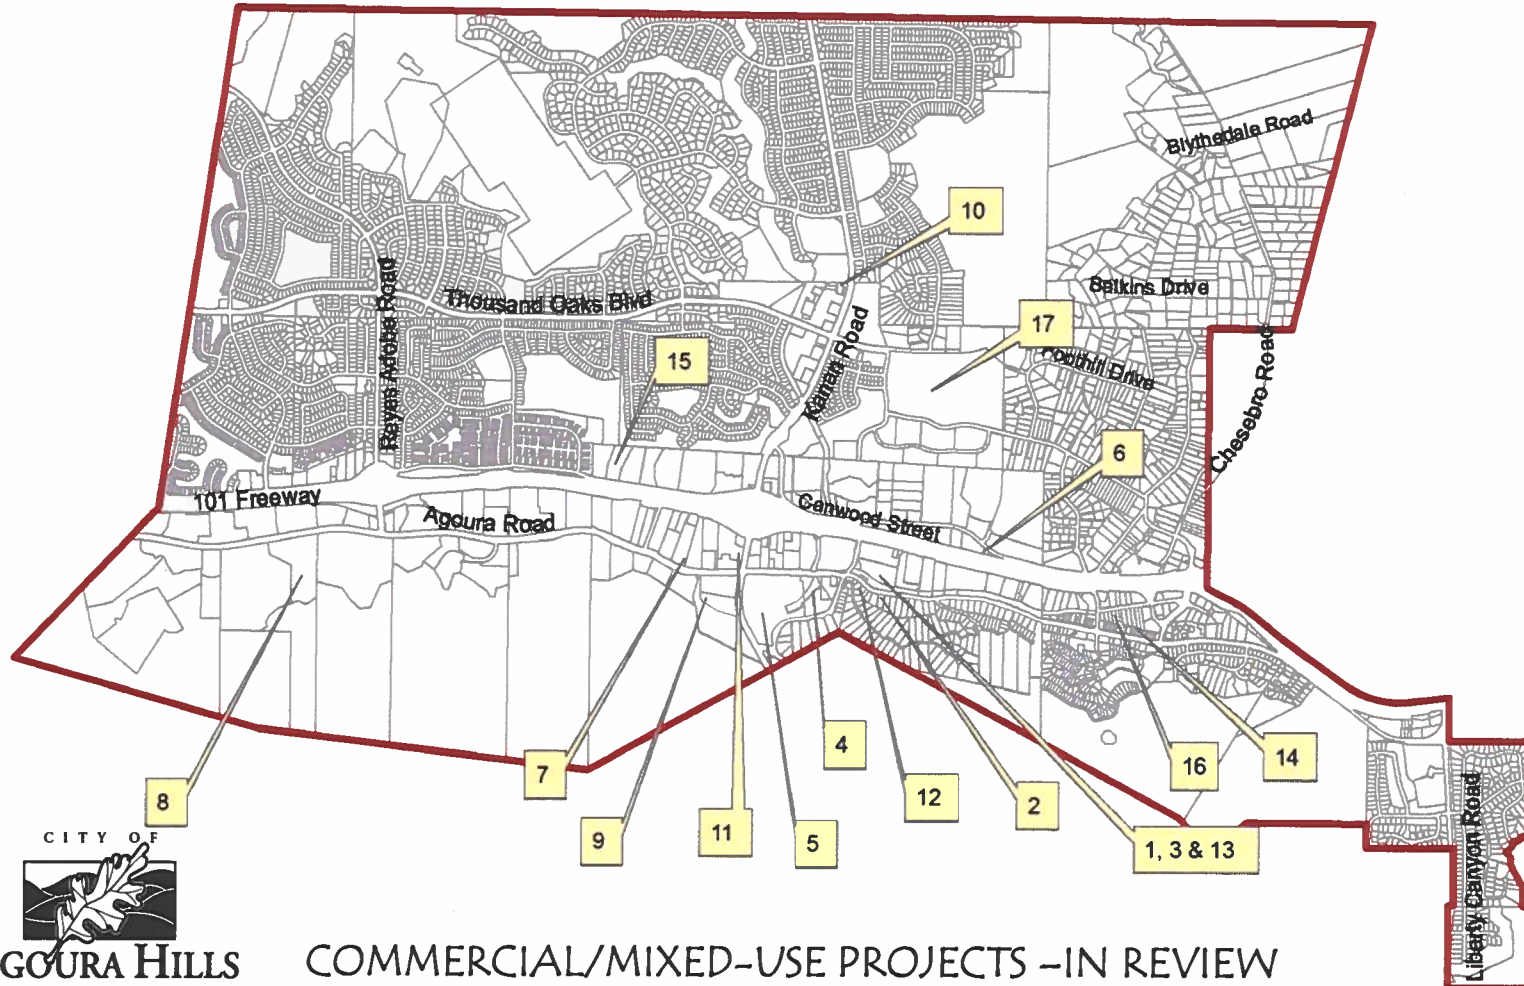 Blythedale Road
10
Balkins Drive
Thousand Oaks Blvd
Reyes Adobe Road
17
Kanan Road
15
Foothill Drive
Chesebro Road
6
101 Freeway
Agoura Road
Canwood Street
4
16
14
7
8
12
2
9
11
5
1, 3 & 13
Liberty Canyon Road
CITY OF
GOURA HILLS
COMMERCIAL/MIXED-USE PROJECTS –IN REVIEW